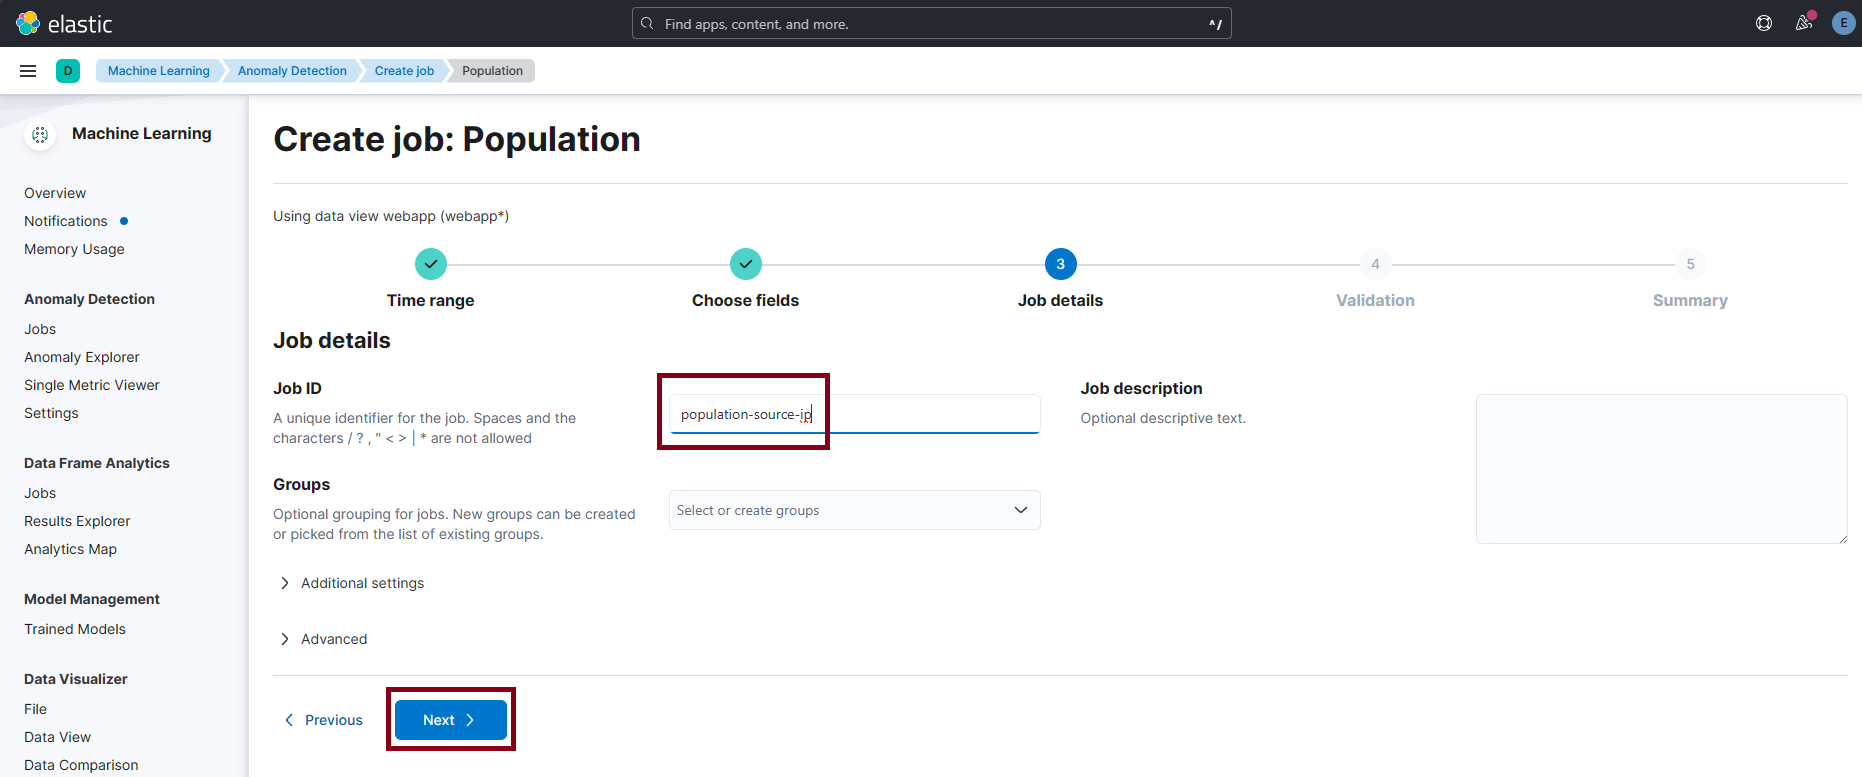 elastic
Find apps, content, and more.
^/
E
D
Machine Learning
Anomaly Detection
Create job
Population
Machine Learning
Overview
Notifications
Memory Usage
Anomaly Detection
Jobs
Anomaly Explorer
Single Metric Viewer
Settings
Data Frame Analytics
Jobs
Results Explorer
Analytics Map
Model Management
Trained Models
Data Visualizer
File
Data View
Data Comparison
Create job: Population
Using data view webapp (webapp*)
3
4
5
Time range
Choose fields
Job details
Validation
Summary
Job details
Job ID
A unique identifier for the job. Spaces and the
characters / ? , " < > | * are not allowed
population-source-ip
Job description
Optional descriptive text.
Groups
Optional grouping for jobs. New groups can be created
or picked from the list of existing groups.
Select or create groups
Additional settings
Advanced
Previous
Next